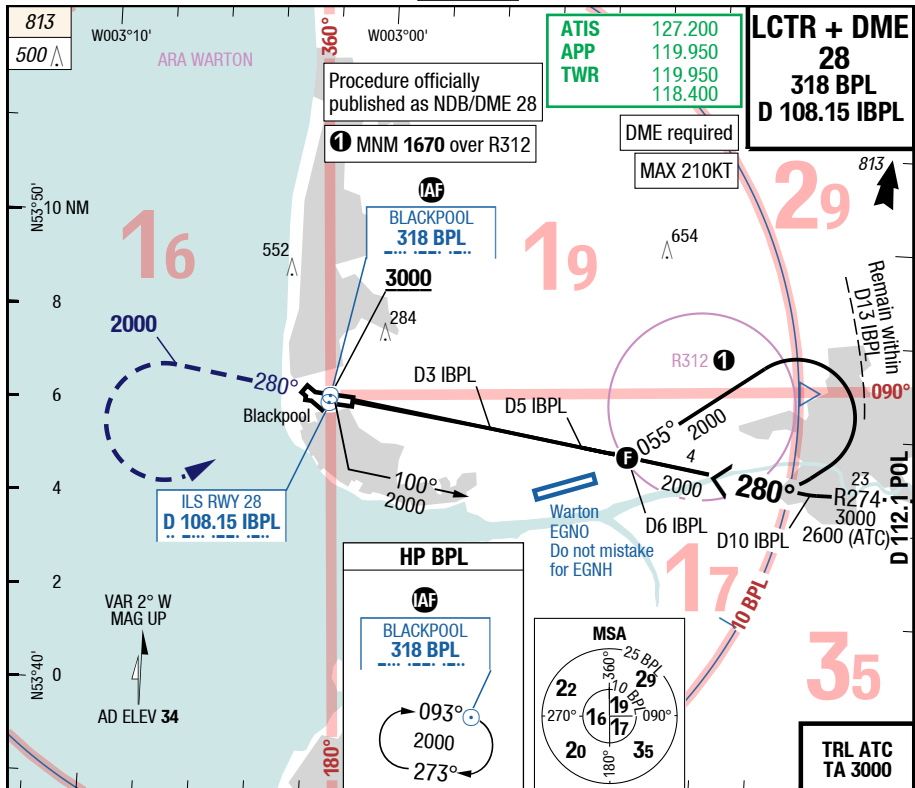 813
500
W003°10'
360°
W003°00'
ARA WARTON
Procedure officially
published as NDB/DME 28
1 MNM 1670 over R312
ATIS 127.200
APP 119.950
TWR 119.950
118.400
LCTR + DME
28
318 BPL
D 108.15 IBPL
DME required
MAX 210KT
813
29
N53°50'
10 NM
16
IAF
BLACKPOOL
318 BPL
552
19
654
Remain within
D13 IBPL
8
3000
284
2000
R312 1
D3 IBPL
6
280°
090°
Blackpool
D5 IBPL
055°
2000
F
4
100°
2000
2000
280°
23
R274
3000
2600 (ATC)
D 112.1 POL
4
ILS RWY 28
D 108.15 IBPL
Warton
EGNO
Do not mistake
for EGNH
D6 IBPL
D10 IBPL
17
10 BPL
2
HP BPL
IAF
BLACKPOOL
318 BPL
093°
2000
273°
VAR 2° W
MAG UP
N53°40'
0
AD ELEV 34
180°
MSA
25 BPL
360°
10 BPL
22
29
19
270°
16
090°
17
20
35
180°
35
TRL ATC
TA 3000